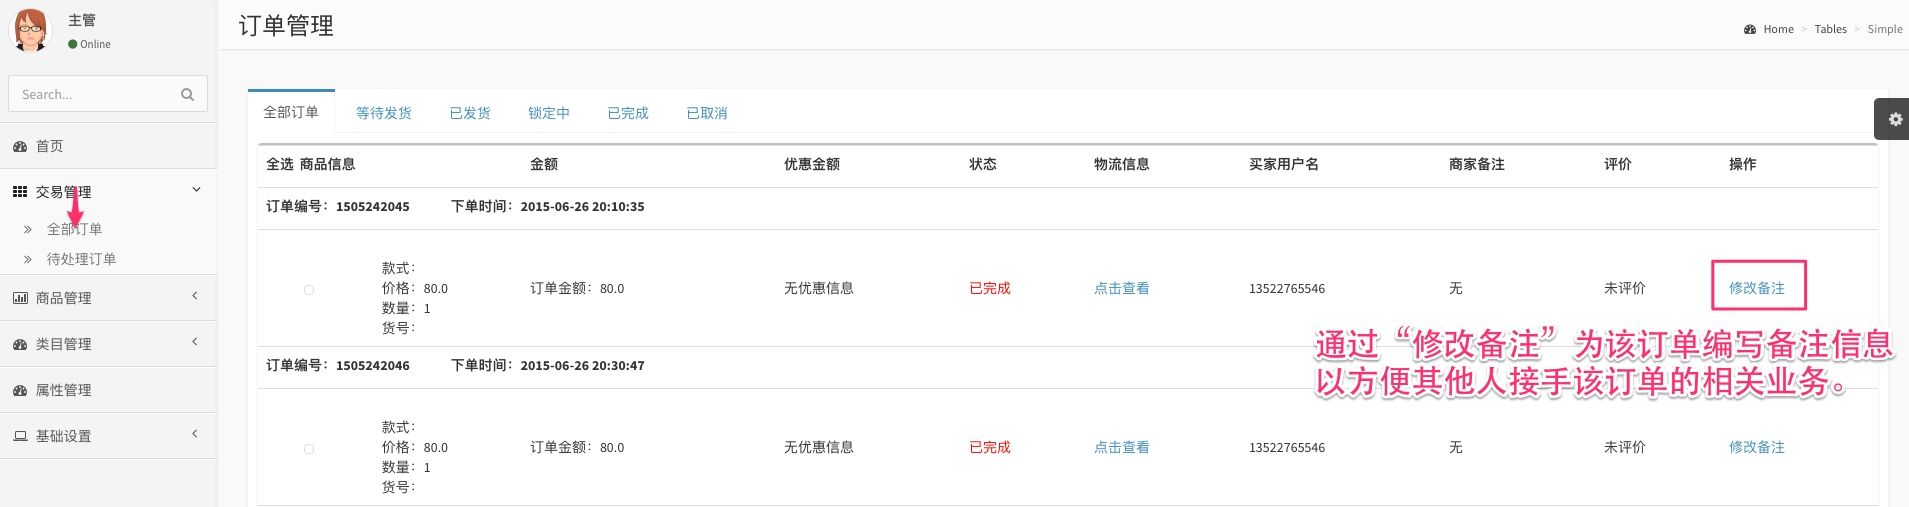 主管
Online
Search...
首页
交易管理
全部订单
待处理订单
商品管理
类目管理
属性管理
基础设置
订单管理
Home > Tables > Simple
全部订单 等待发货 已发货 锁定中 已完成 已取消
全选 商品信息 金额 优惠金额 状态 物流信息 买家用户名 商家备注 评价 操作
订单编号：1505242045 下单时间：2015-06-26 20:10:35
款式：
价格：80.0 订单金额：80.0 无优惠信息 已完成 点击查看 13522765546 无 未评价 修改备注
数量：1
货号：
通过“修改备注”为该订单编写备注信息
以方便其他人接手该订单的相关业务。
订单编号：1505242046 下单时间：2015-06-26 20:30:47
款式：
价格：80.0 订单金额：80.0 无优惠信息 已完成 点击查看 13522765546 无 未评价 修改备注
数量：1
货号：